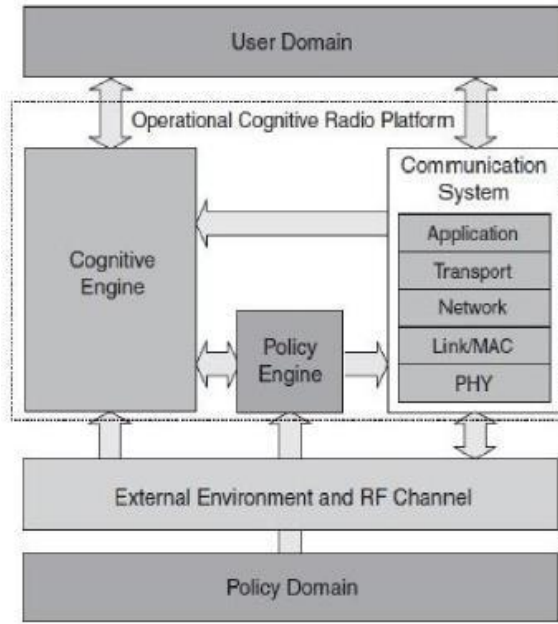 User Domain
Operational Cognitive Radio Platform
Communication
System
Cognitive
Engine
Policy
Engine
Application
Transport
Network
Link/MAC
PHY
External Environment and RF Channel
Policy Domain